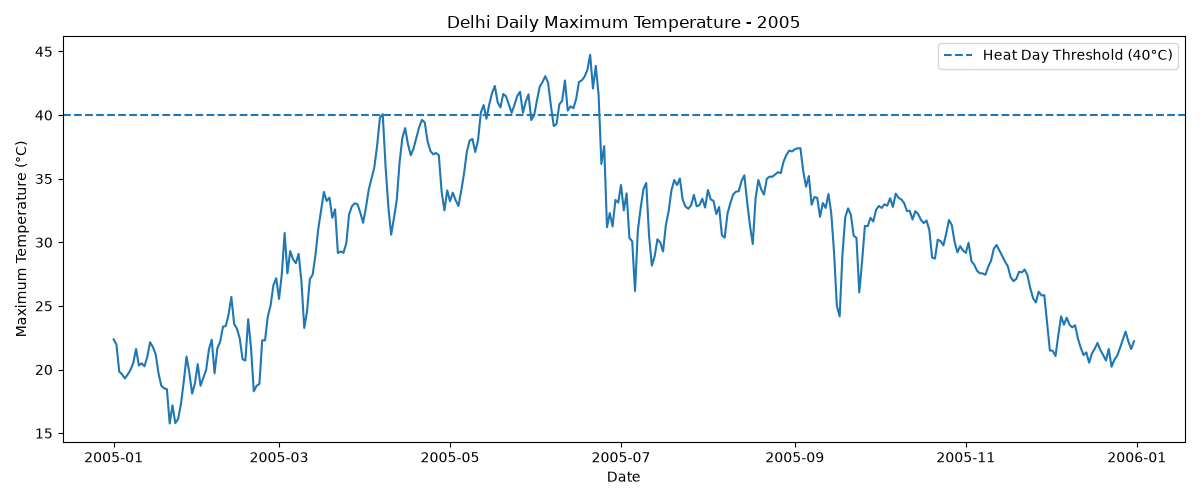 Delhi Daily Maximum Temperature - 2005
Heat Day Threshold (40°C)
Maximum Temperature (°C)
45
40
35
30
25
20
15
2005-01 2005-03 2005-05 2005-07 2005-09 2005-11 2006-01
Date